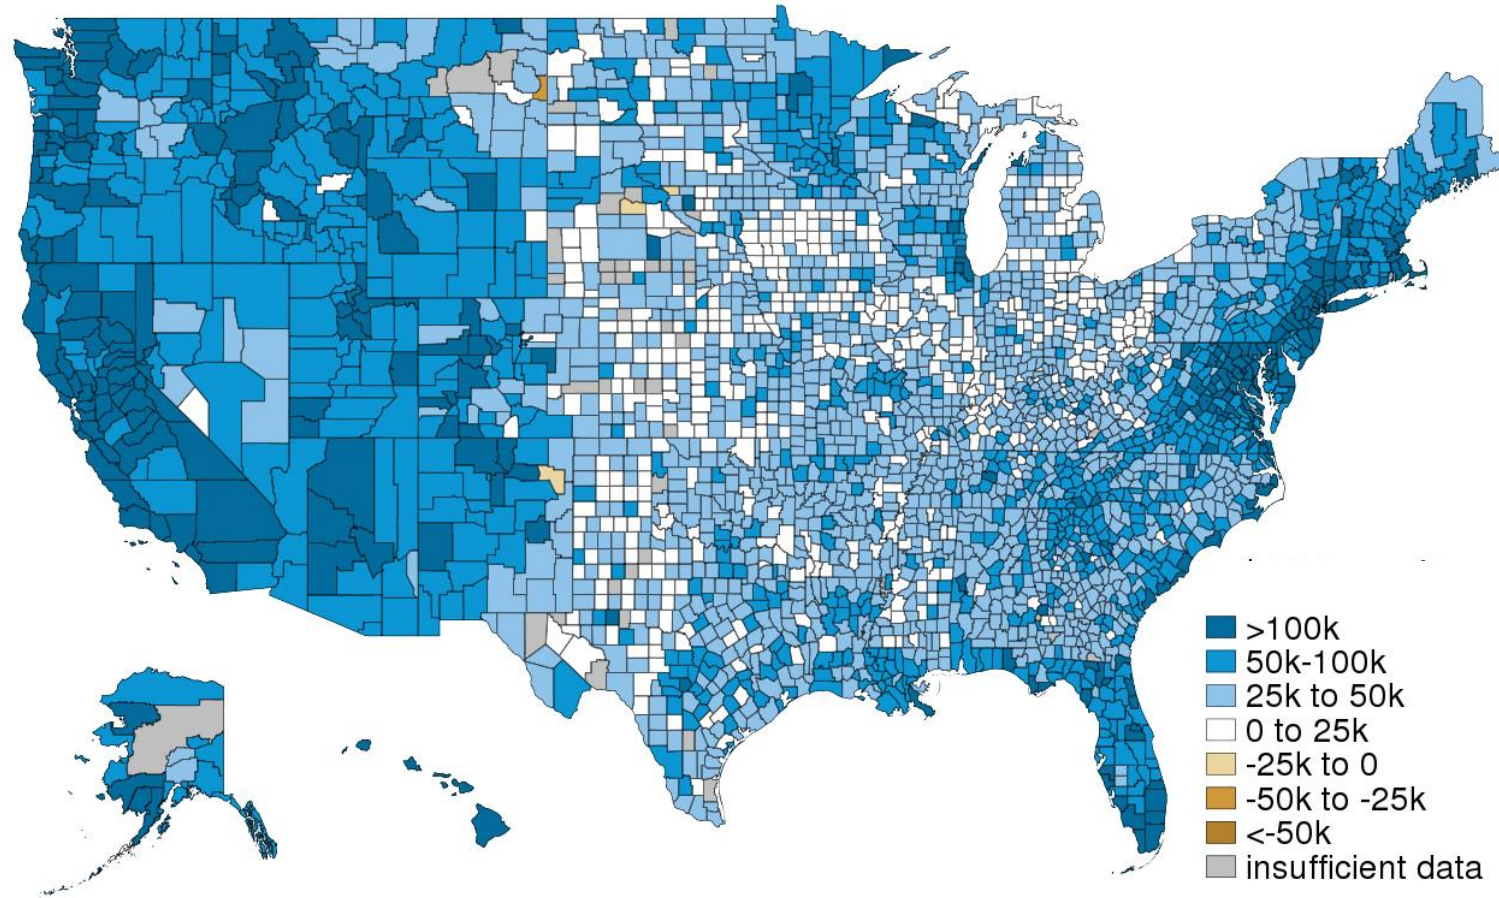 >100k
50k-100k
25k to 50k
0 to 25k
-25k to 0
-50k to -25k
<-50k
insufficient data